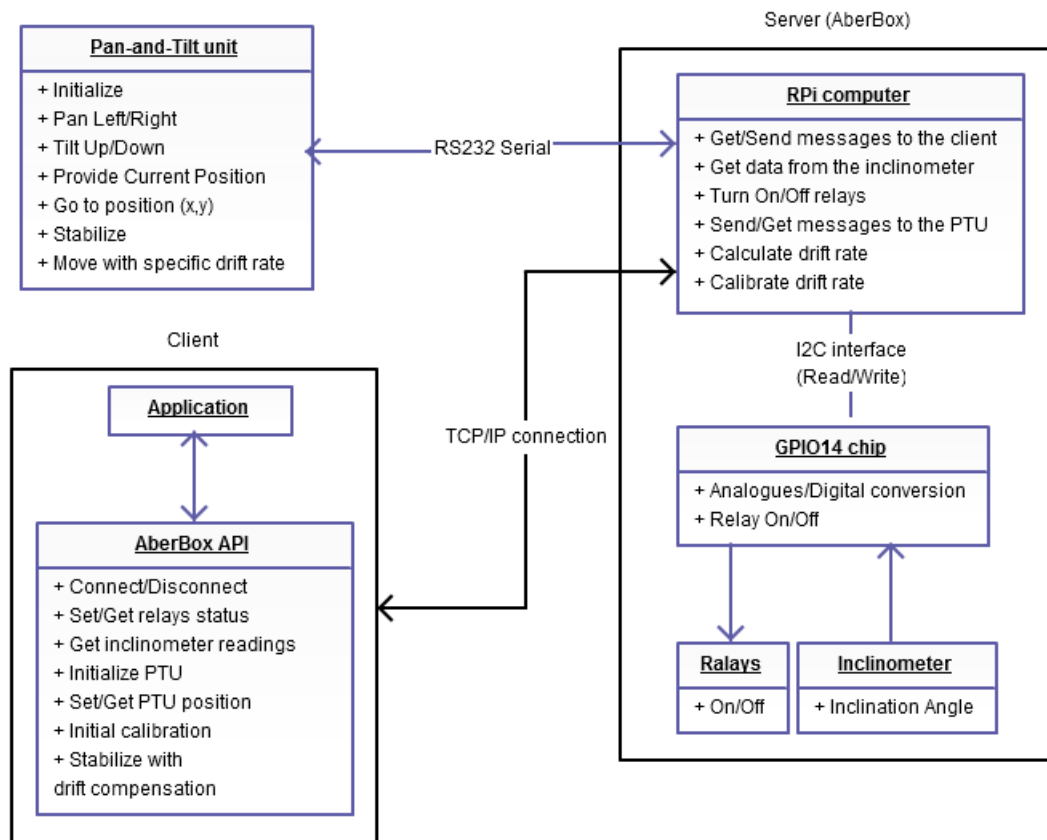 Server (AberBox)
Pan-and-Tilt unit
+ Initialize
+ Pan Left/Right
+ Tilt Up/Down
+ Provide Current Position
+ Go to position (x,y)
+ Stabilize
+ Move with specific drift rate
RS232 Serial
RPi computer
+ Get/Send messages to the client
+ Get data from the inclinometer
+ Turn On/Off relays
+ Send/Get messages to the PTU
+ Calculate drift rate
+ Calibrate drift rate
I2C interface
(Read/Write)
Client
Application
TCP/IP connection
AberBox API
+ Connect/Disconnect
+ Set/Get relays status
+ Get inclinometer readings
+ Initialize PTU
+ Set/Get PTU position
+ Initial calibration
+ Stabilize with
drift compensation
GPIO14 chip
+ Analogues/Digital conversion
+ Relay On/Off
Ralays
+ On/Off
Inclinometer
+ Inclination Angle